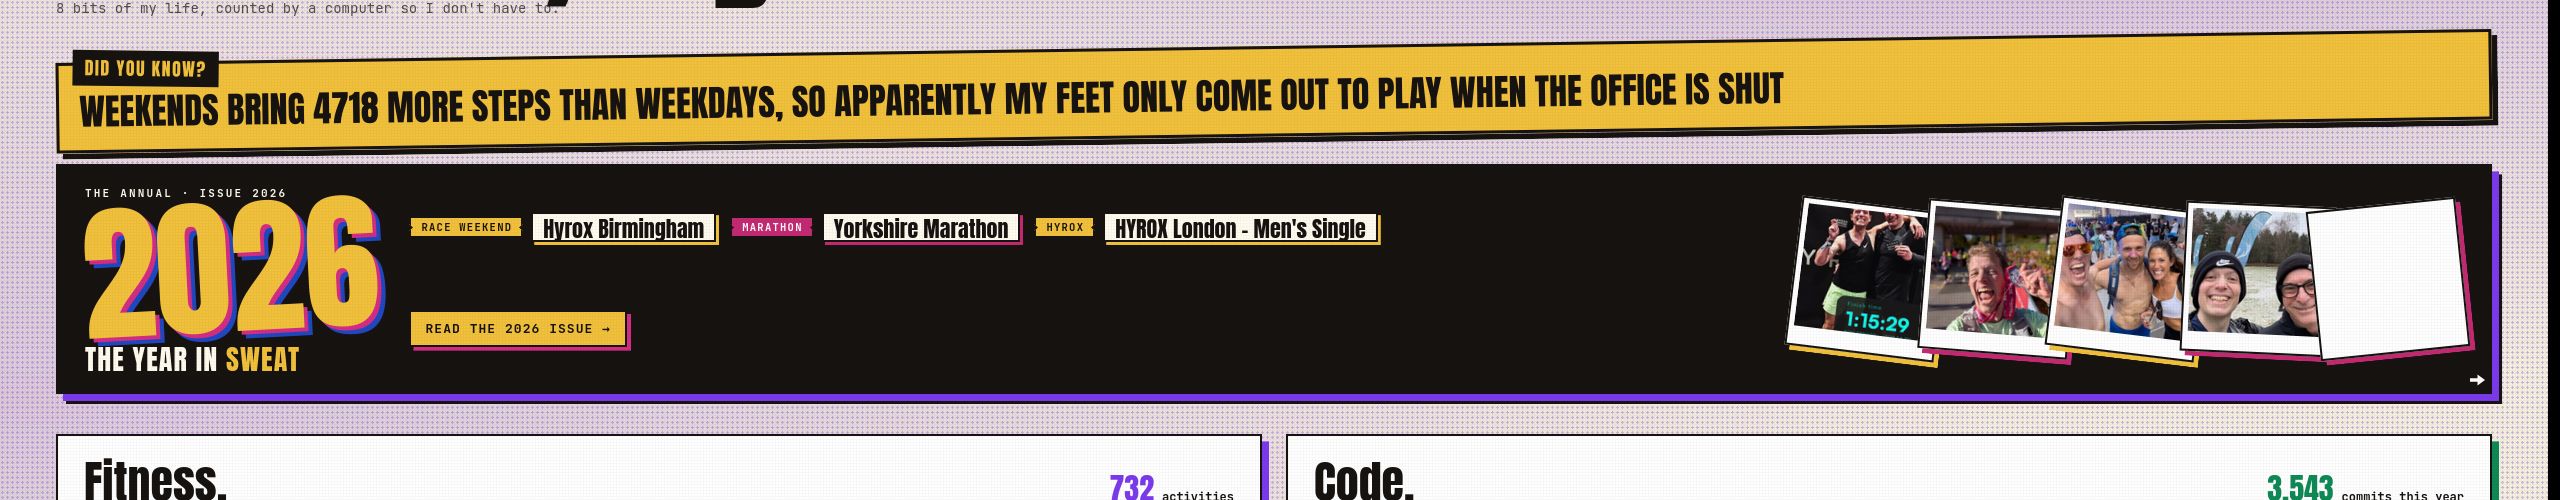 8 bits of my life, counted by a computer so I don't have to.
DID YOU KNOW?
WEEKENDS BRING 4718 MORE STEPS THAN WEEKDAYS, SO APPARENTLY MY FEET ONLY COME OUT TO PLAY WHEN THE OFFICE IS SHUT
THE ANNUAL · ISSUE 2026
2026
THE YEAR IN SWEAT
RACE WEEKEND Hyrox Birmingham MARATHON Yorkshire Marathon HYROX HYROX London - Men's Single
READ THE 2026 ISSUE →
Finish time
1:15:29
Fitness.
732 activities
Code.
3,543 commits this year